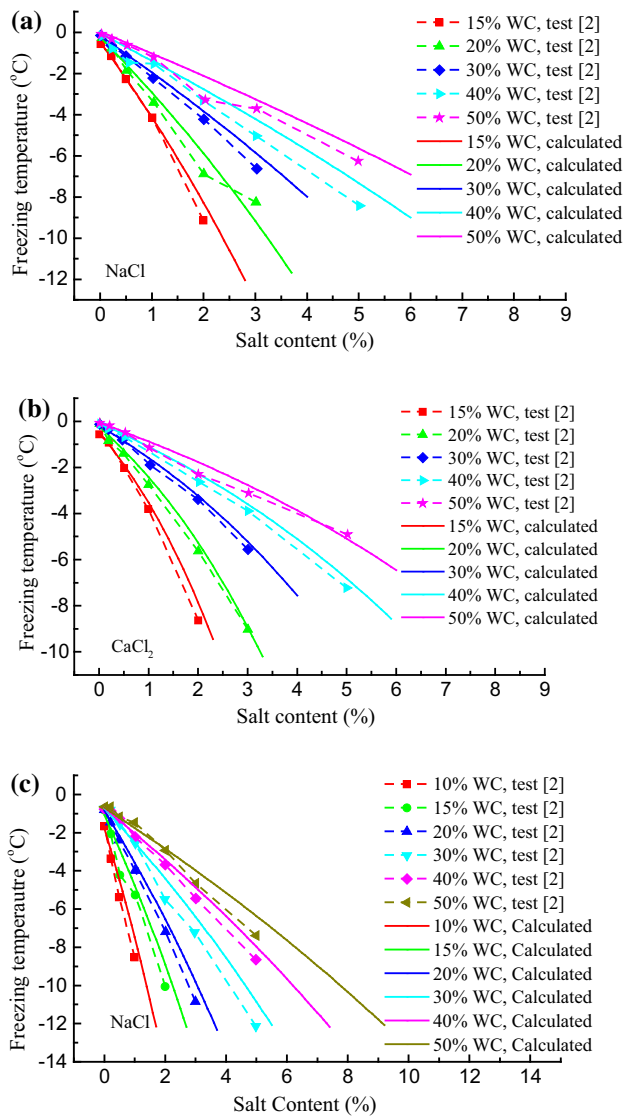 (a)
0
-2
-4
-6
-8
-10
-12
Freezing temperature (°C)
NaCl
0 1 2 3 4 5 6 7 8 9
Salt content (%)
15% WC, test [2]
20% WC, test [2]
30% WC, test [2]
40% WC, test [2]
50% WC, test [2]
15% WC, calculated
20% WC, calculated
30% WC, calculated
40% WC, calculated
50% WC, calculated
(b)
0
-2
-4
-6
-8
-10
Freezing temperature (°C)
CaCl₂
0 1 2 3 4 5 6 7 8 9
Salt content (%)
15% WC, test [2]
20% WC, test [2]
30% WC, test [2]
40% WC, test [2]
50% WC, test [2]
15% WC, calculated
20% WC, calculated
30% WC, calculated
40% WC, calculated
50% WC, calculated
(c)
0
-2
-4
-6
-8
-10
-12
-14
Freezing temperautre (°C)
NaCl
0 2 4 6 8 10 12 14
Salt Content (%)
10% WC, test [2]
15% WC, test [2]
20% WC, test [2]
30% WC, test [2]
40% WC, test [2]
50% WC, test [2]
10% WC, Calculated
15% WC, Calculated
20% WC, Calculated
30% WC, Calculated
40% WC, Calculated
50% WC, Calculated